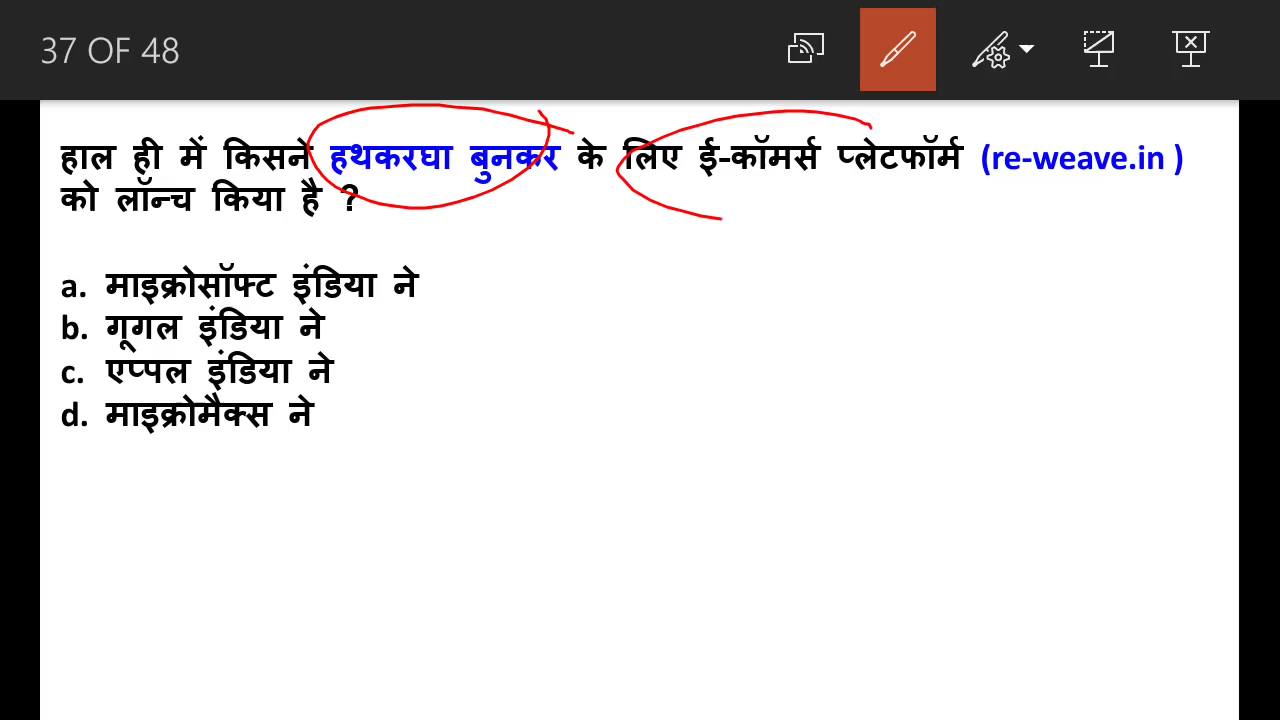 37 OF 48
हाल ही में किसने हथकरघा बुनकर के लिए ई-कॉमर्स प्लेटफॉर्म (re-weave.in )
को लॉन्च किया है ?
a. माइक्रोसॉफ्ट इंडिया ने
b. गूगल इंडिया ने
c. एप्पल इंडिया ने
d. माइक्रोमैक्स ने